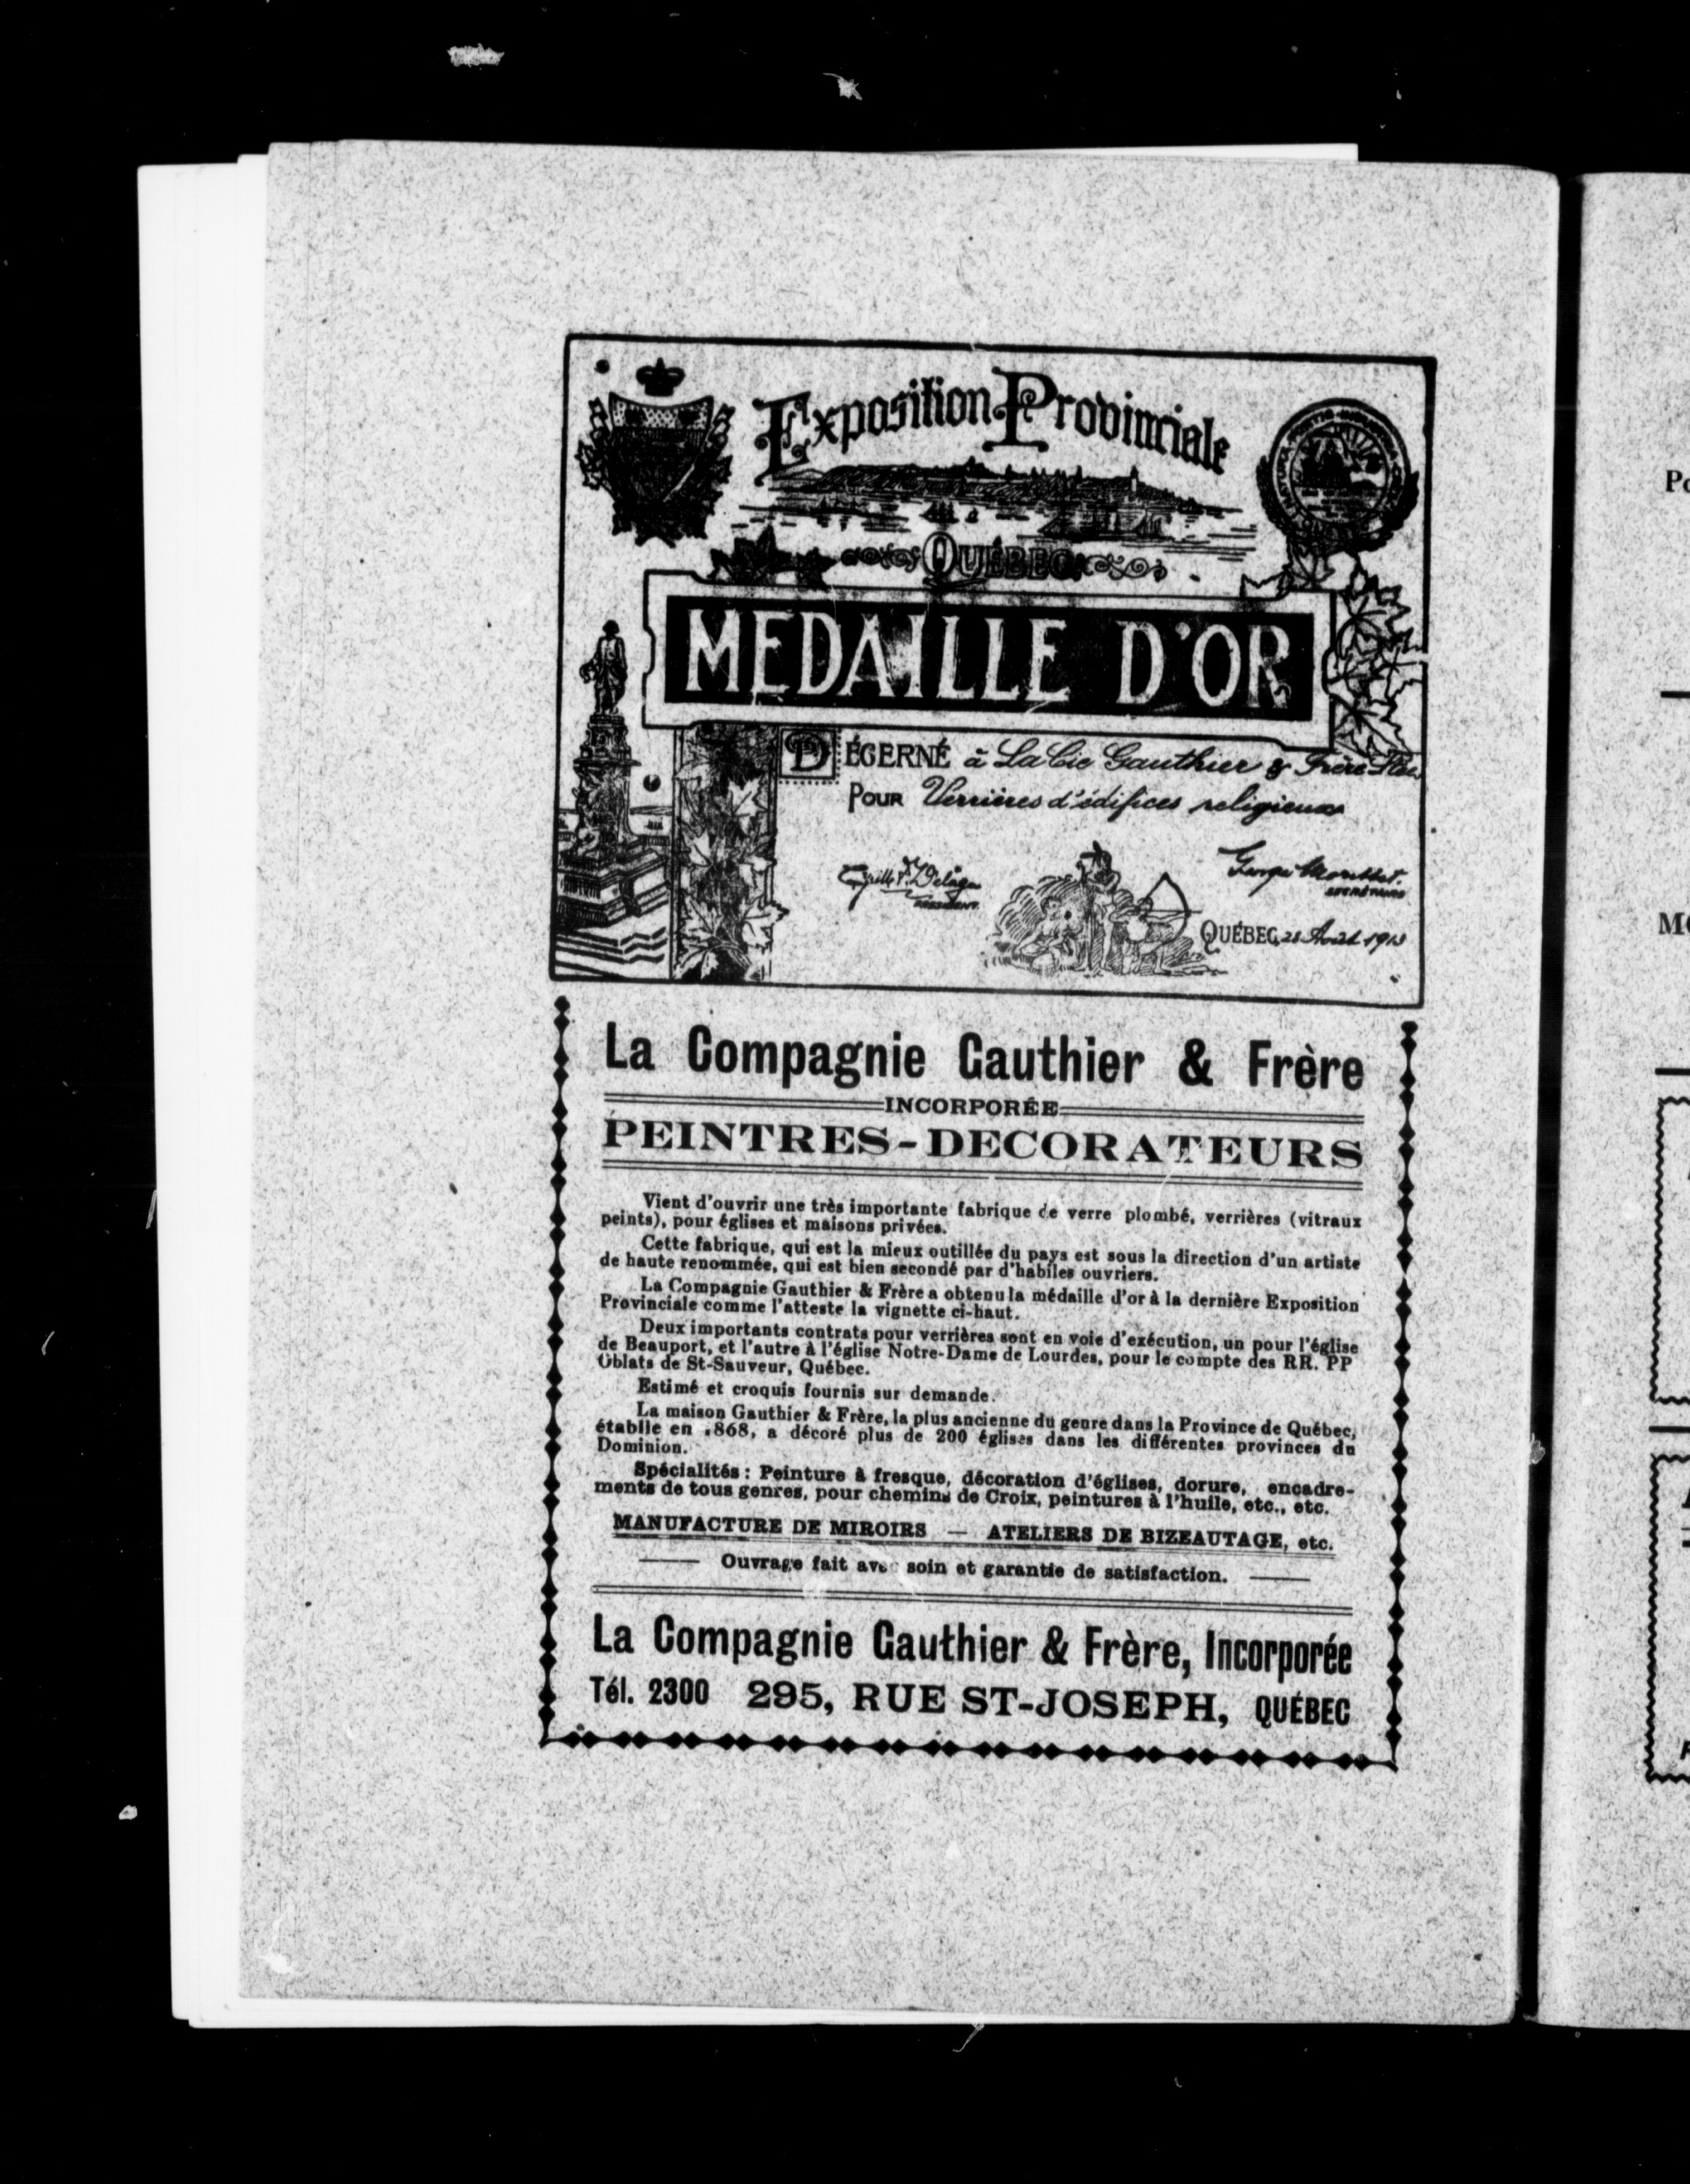 Exposition Provinciale
QUÉBEC
MEDAILLE D'OR
DÉCERNÉ à La Cie Gauthier & Frère
POUR Verrières d'édifices religieux
PRESIDENT
SECRÉTAIRE
QUÉBEC, 28 Août 1913
La Compagnie Gauthier & Frère
INCORPORÉE
PEINTRES-DECORATEURS
Vient d'ouvrir une très importante fabrique de verre plombé, verrières (vitraux
peints), pour églises et maisons privées.
Cette fabrique, qui est la mieux outillée du pays est sous la direction d'un artiste
de haute renommée, qui est bien secondé par d'habiles ouvriers.
La Compagnie Gauthier & Frère a obtenu la médaille d'or à la dernière Exposition
Provinciale comme l'atteste la vignette ci-haut.
Deux importants contrats pour verrières sont en voie d'exécution, un pour l'église
de Beauport, et l'autre à l'église Notre-Dame de Lourdes, pour le compte des RR. PP
Oblats de St-Sauveur, Québec.
Estimé et croquis fournis sur demande.
La maison Gauthier & Frère, la plus ancienne du genre dans la Province de Québec,
établie en 1868, a décoré plus de 200 églises dans les différentes provinces du
Dominion.
Spécialités : Peinture à fresque, décoration d'églises, dorure, encadre-
ments de tous genres, pour chemins de Croix, peintures à l'huile, etc., etc.
MANUFACTURE DE MIROIRS — ATELIERS DE BIZEAUTAGE, etc.
Ouvrage fait avec soin et garantie de satisfaction.
La Compagnie Gauthier & Frère, Incorporée
Tél. 2300 295, RUE ST-JOSEPH, QUÉBEC